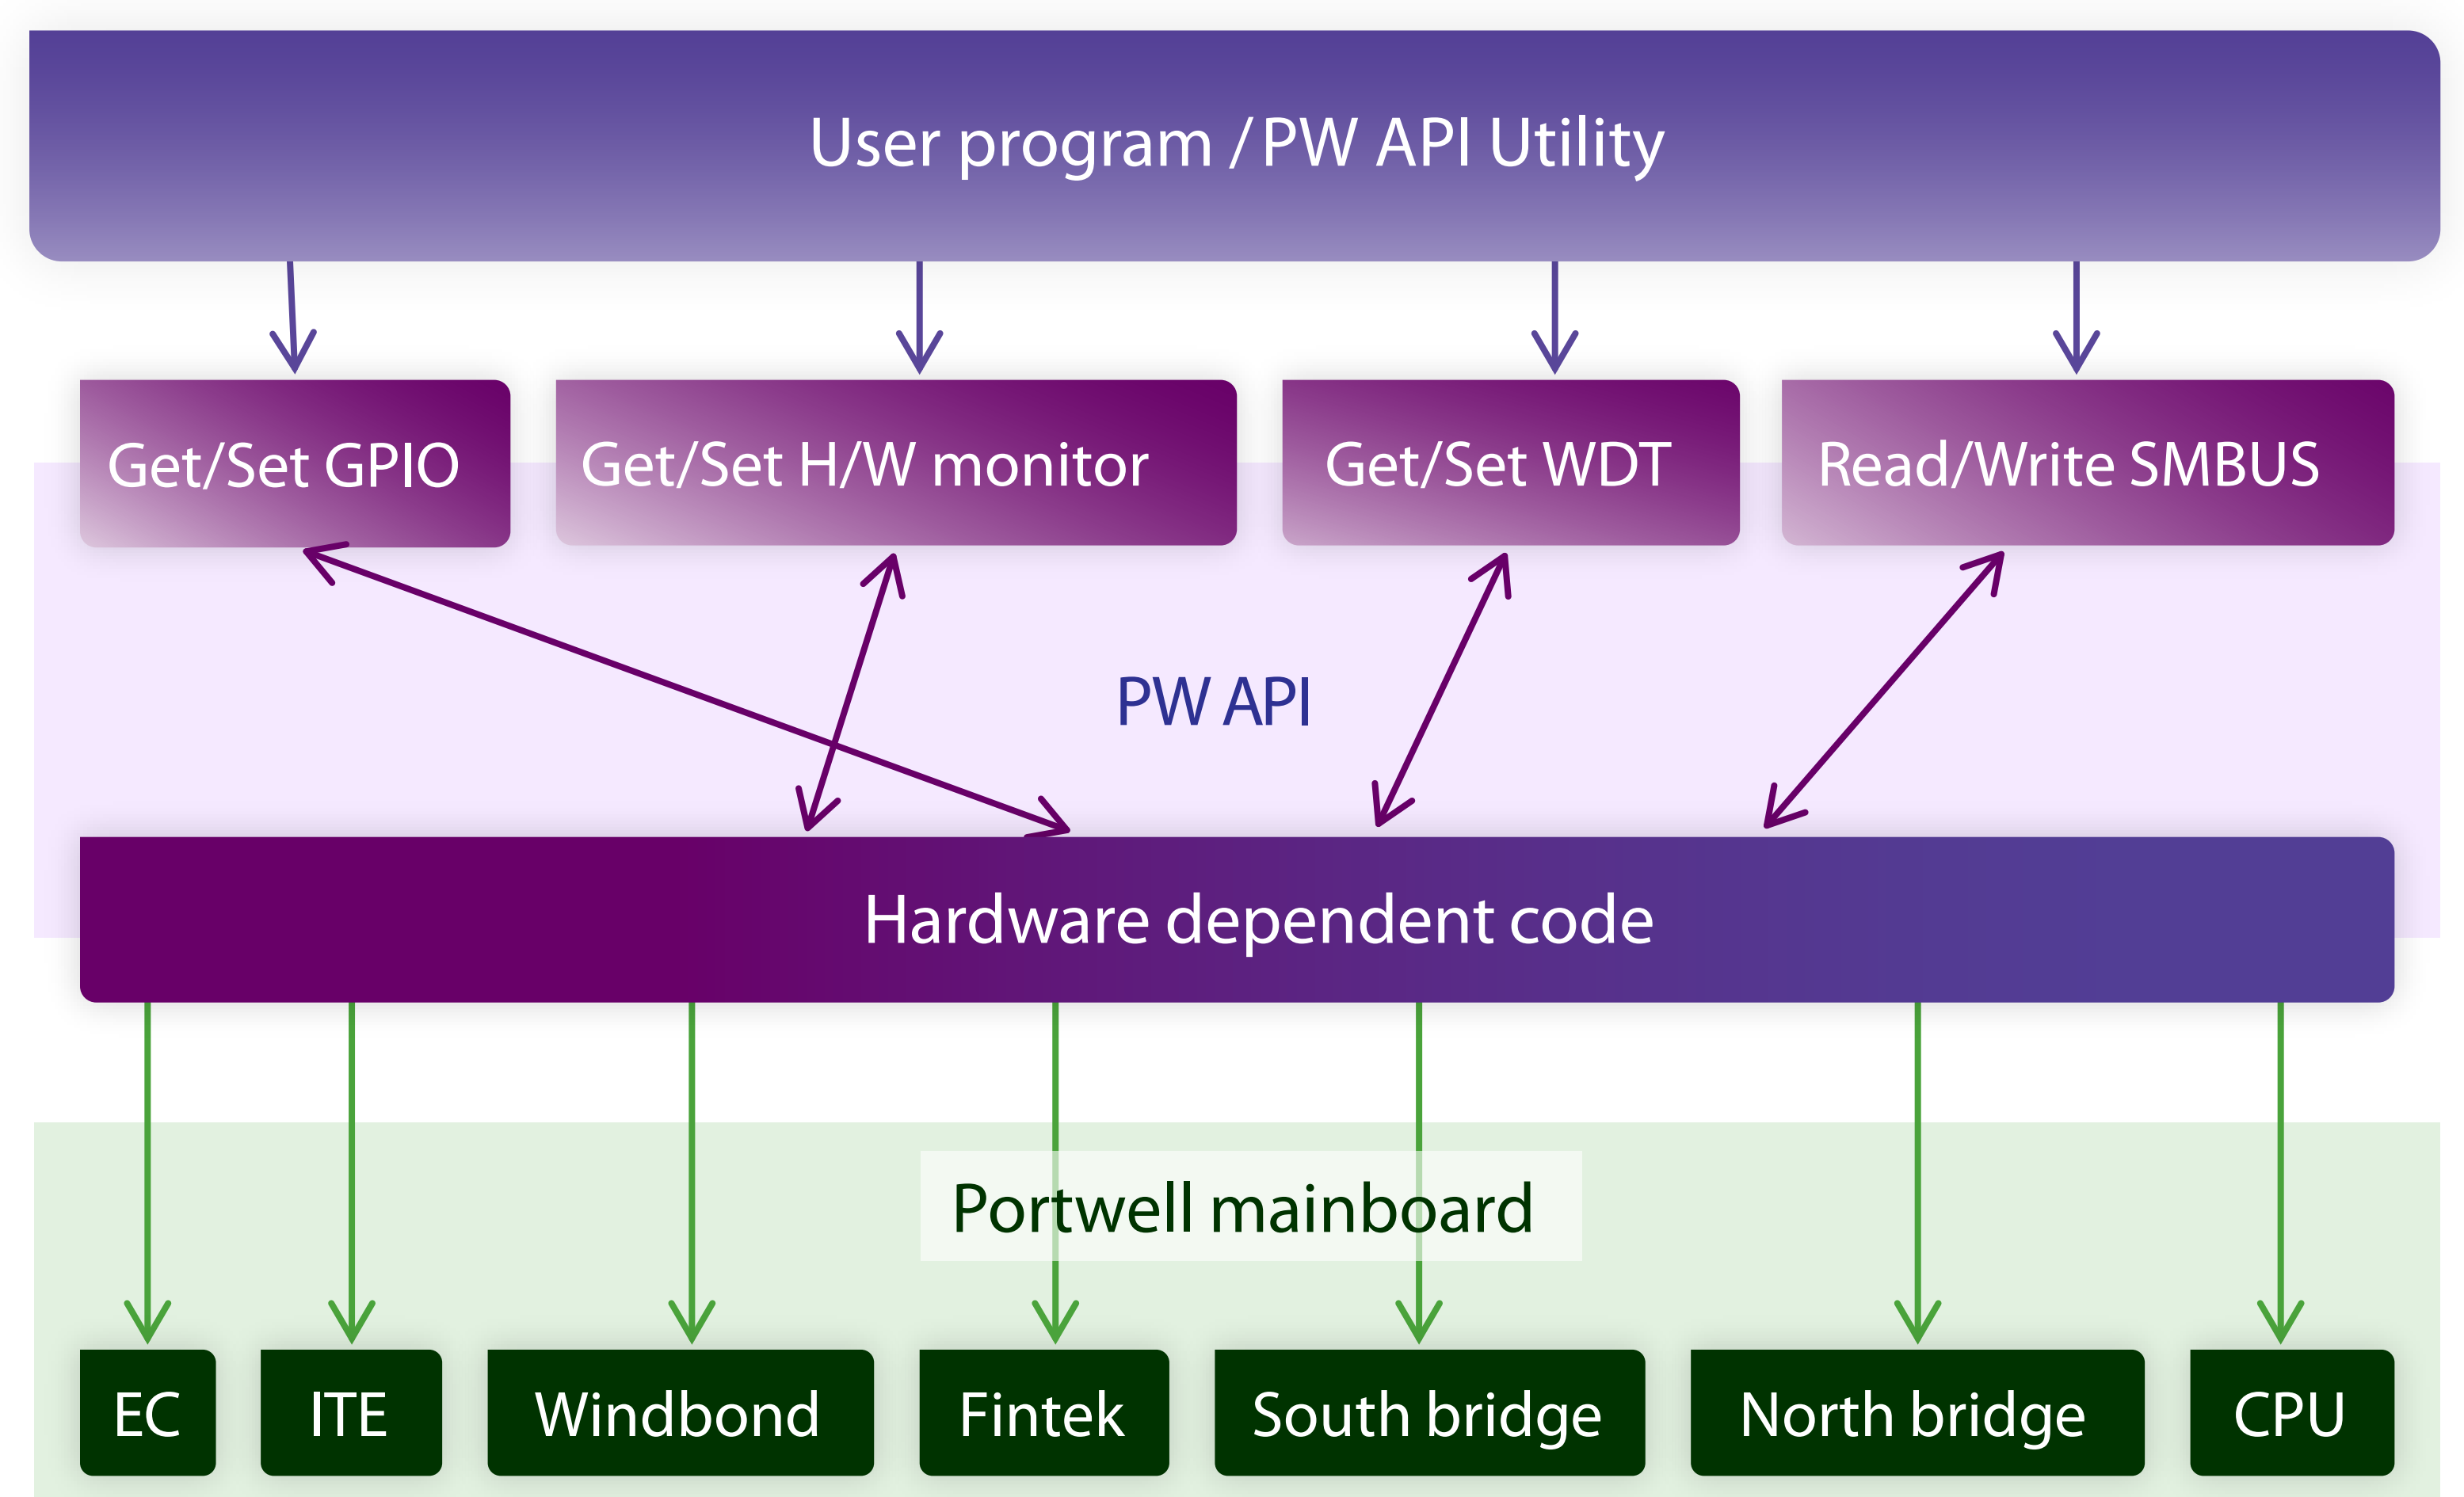 User program / PW API Utility
Get/Set GPIO
Get/Set H/W monitor
Get/Set WDT
Read/Write SMBUS
PW API
Hardware dependent code
Portwell mainboard
EC
ITE
Windbond
Fintek
South bridge
North bridge
CPU